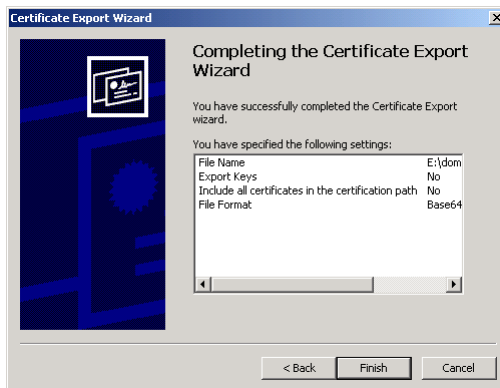 Certificate Export Wizard
Completing the Certificate Export
Wizard
You have successfully completed the Certificate Export
wizard.
You have specified the following settings:
File Name E:\dom
Export Keys No
Include all certificates in the certification path No
File Format Base64
< Back Finish Cancel